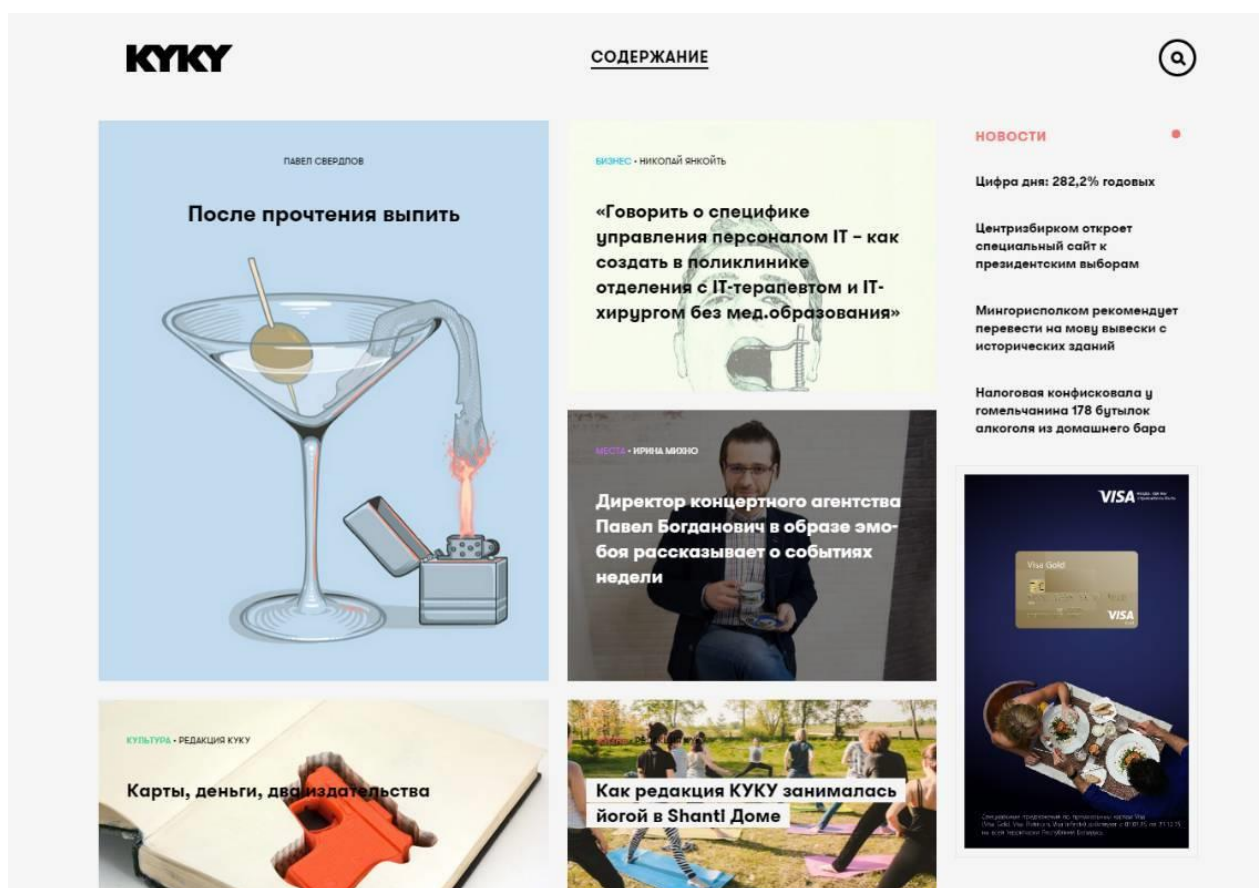 KYKY
СОДЕРЖАНИЕ
ПАВЕЛ СВЕРДЛОВ
После прочтения выпить
БИЗНЕС • НИКОЛАЙ ЯНКОЙТЬ
«Говорить о специфике
управления персоналом IT – как
создать в поликлинике
отделения с IT-терапевтом и IT-
хирургом без мед.образования»
МЕСТА • ИРИНА МИХНО
Директор концертного агентства
Павел Богданович в образе эмо-
боя рассказывает о событиях
недели
КУЛЬТУРА • РЕДАКЦИЯ КУКУ
Карты, деньги, два издательства
Как редакция КУКУ занималась
йогой в Shanti Доме
НОВОСТИ
Цифра дня: 282,2% годовых
Центризбирком откроет
специальный сайт к
президентским выборам
Мингорисполком рекомендует
перевести на мову вывески с
исторических зданий
Налоговая конфисковала у
гомельчанина 178 бутылок
алкоголя из домашнего бара
VISA
Visa Gold
VISA